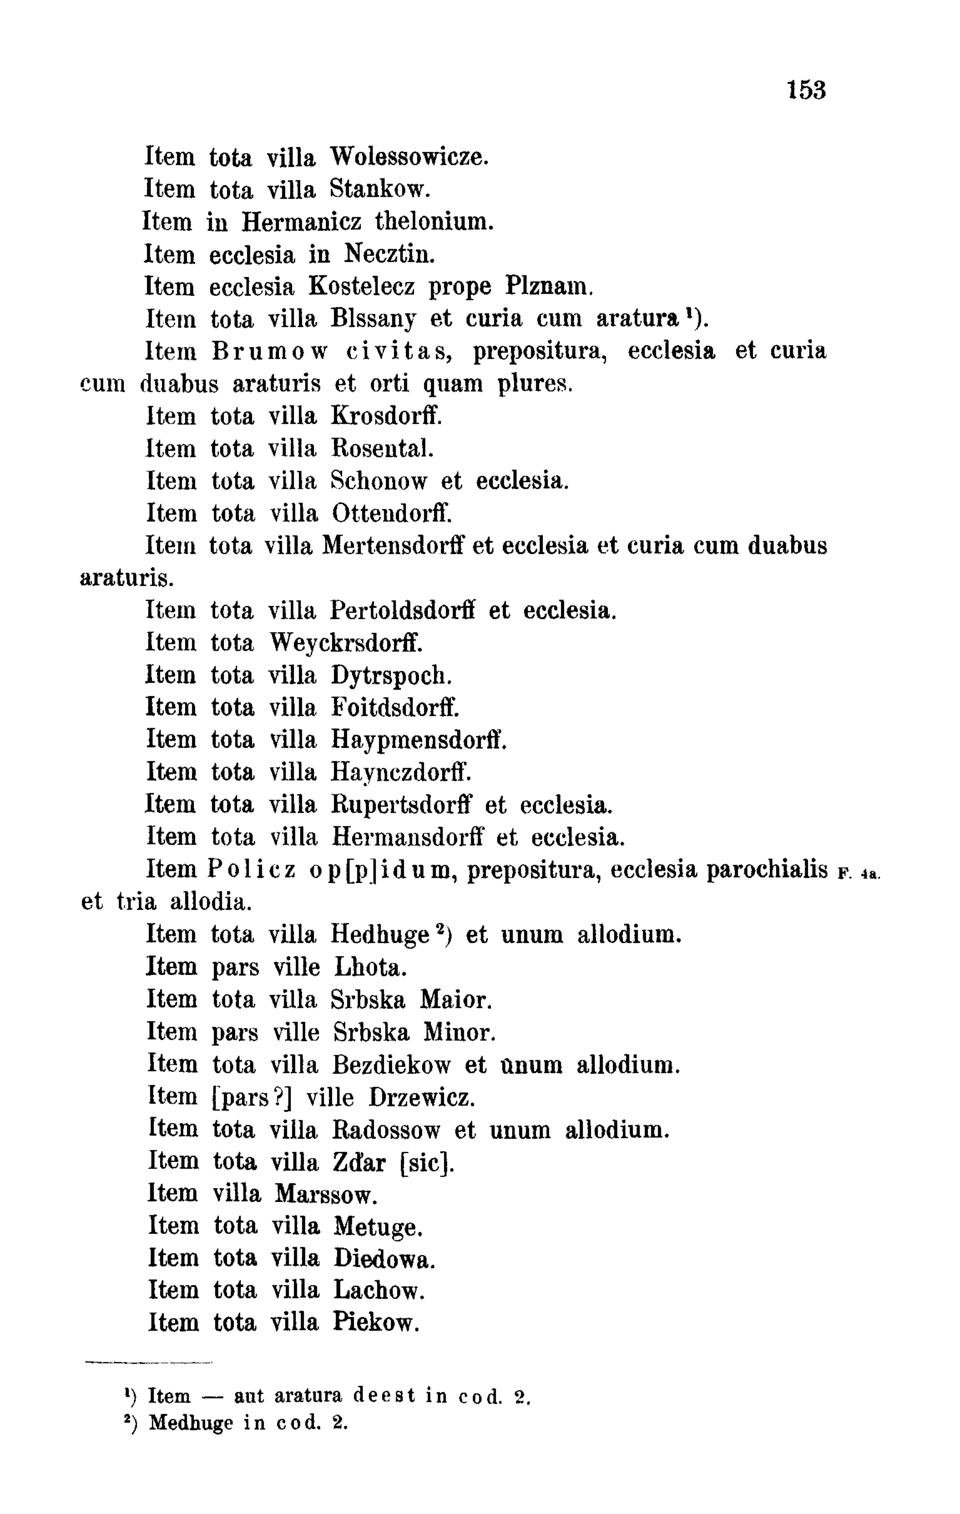 153
Item tota villa Wolessowicze.
Item tota villa Stankow.
Item in Hermanicz thelonium.
Item ecclesia in Necztin.
Item ecclesia Kostelecz prope Plznam.
Item tota villa Blssany et curia cum aratura ¹).
Item Brumow civitas, prepositura, ecclesia et curia
cum duabus araturis et orti quam plures.
Item tota villa Krosdorff.
Item tota villa Rosental.
Item tota villa Schonow et ecclesia.
Item tota villa Ottendorff.
Item tota villa Mertensdorff et ecclesia et curia cum duabus
araturis.
Item tota villa Pertoldsdorff et ecclesia.
Item tota Weyckrsdorff.
Item tota villa Dytrspoch.
Item tota villa Foitdsdorff.
Item tota villa Haypmensdorff.
Item tota villa Haynczdorff.
Item tota villa Rupertsdorff et ecclesia.
Item tota villa Hermansdorff et ecclesia.
Item Policz op[p]idum, prepositura, ecclesia parochialis F. 4a.
et tria allodia.
Item tota villa Hedhuge ²) et unum allodium.
Item pars ville Lhota.
Item tota villa Srbska Maior.
Item pars ville Srbska Minor.
Item tota villa Bezdiekow et unum allodium.
Item [pars?] ville Drzewicz.
Item tota villa Radossow et unum allodium.
Item tota villa Zďar [sic].
Item villa Marssow.
Item tota villa Metuge.
Item tota villa Diedowa.
Item tota villa Lachow.
Item tota villa Piekow.
¹) Item — aut aratura deest in cod. 2.
²) Medhuge in cod. 2.